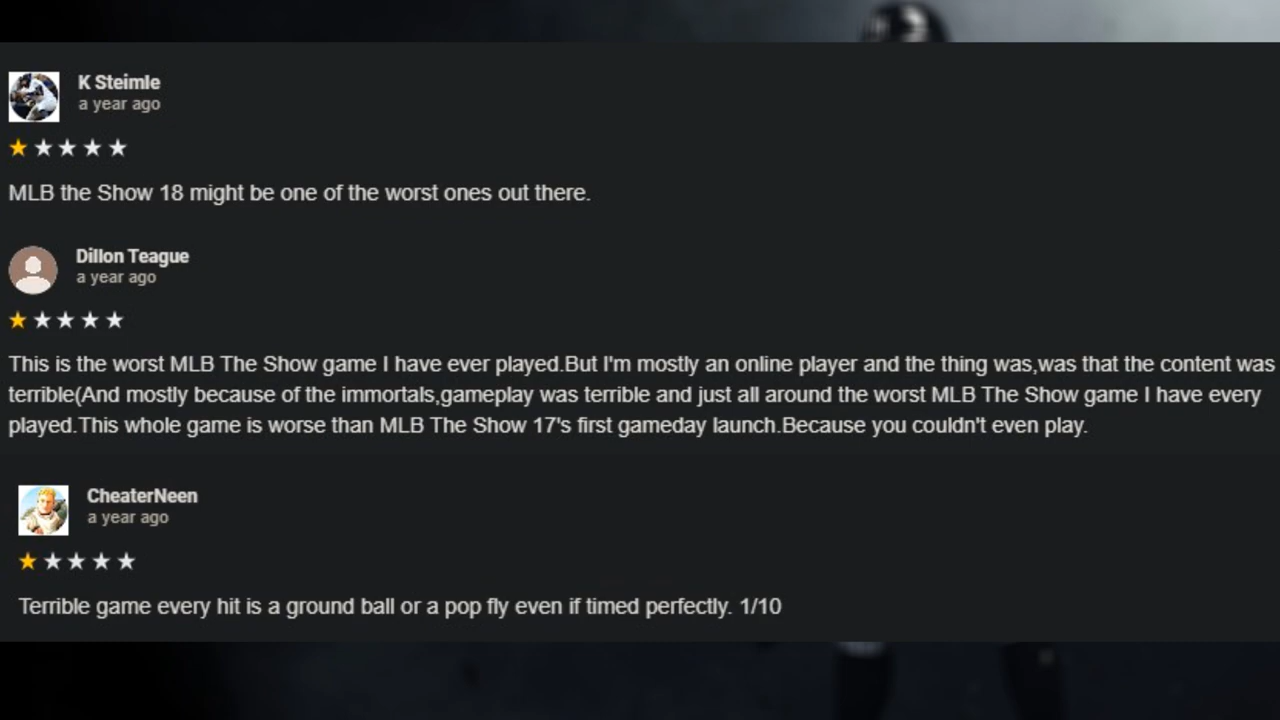 K Steimle
a year ago
MLB the Show 18 might be one of the worst ones out there.
Dillon Teague
a year ago
This is the worst MLB The Show game I have ever played.But I'm mostly an online player and the thing was,was that the content was
terrible(And mostly because of the immortals,gameplay was terrible and just all around the worst MLB The Show game I have every
played.This whole game is worse than MLB The Show 17's first gameday launch.Because you couldn't even play.
CheaterNeen
a year ago
Terrible game every hit is a ground ball or a pop fly even if timed perfectly. 1/10